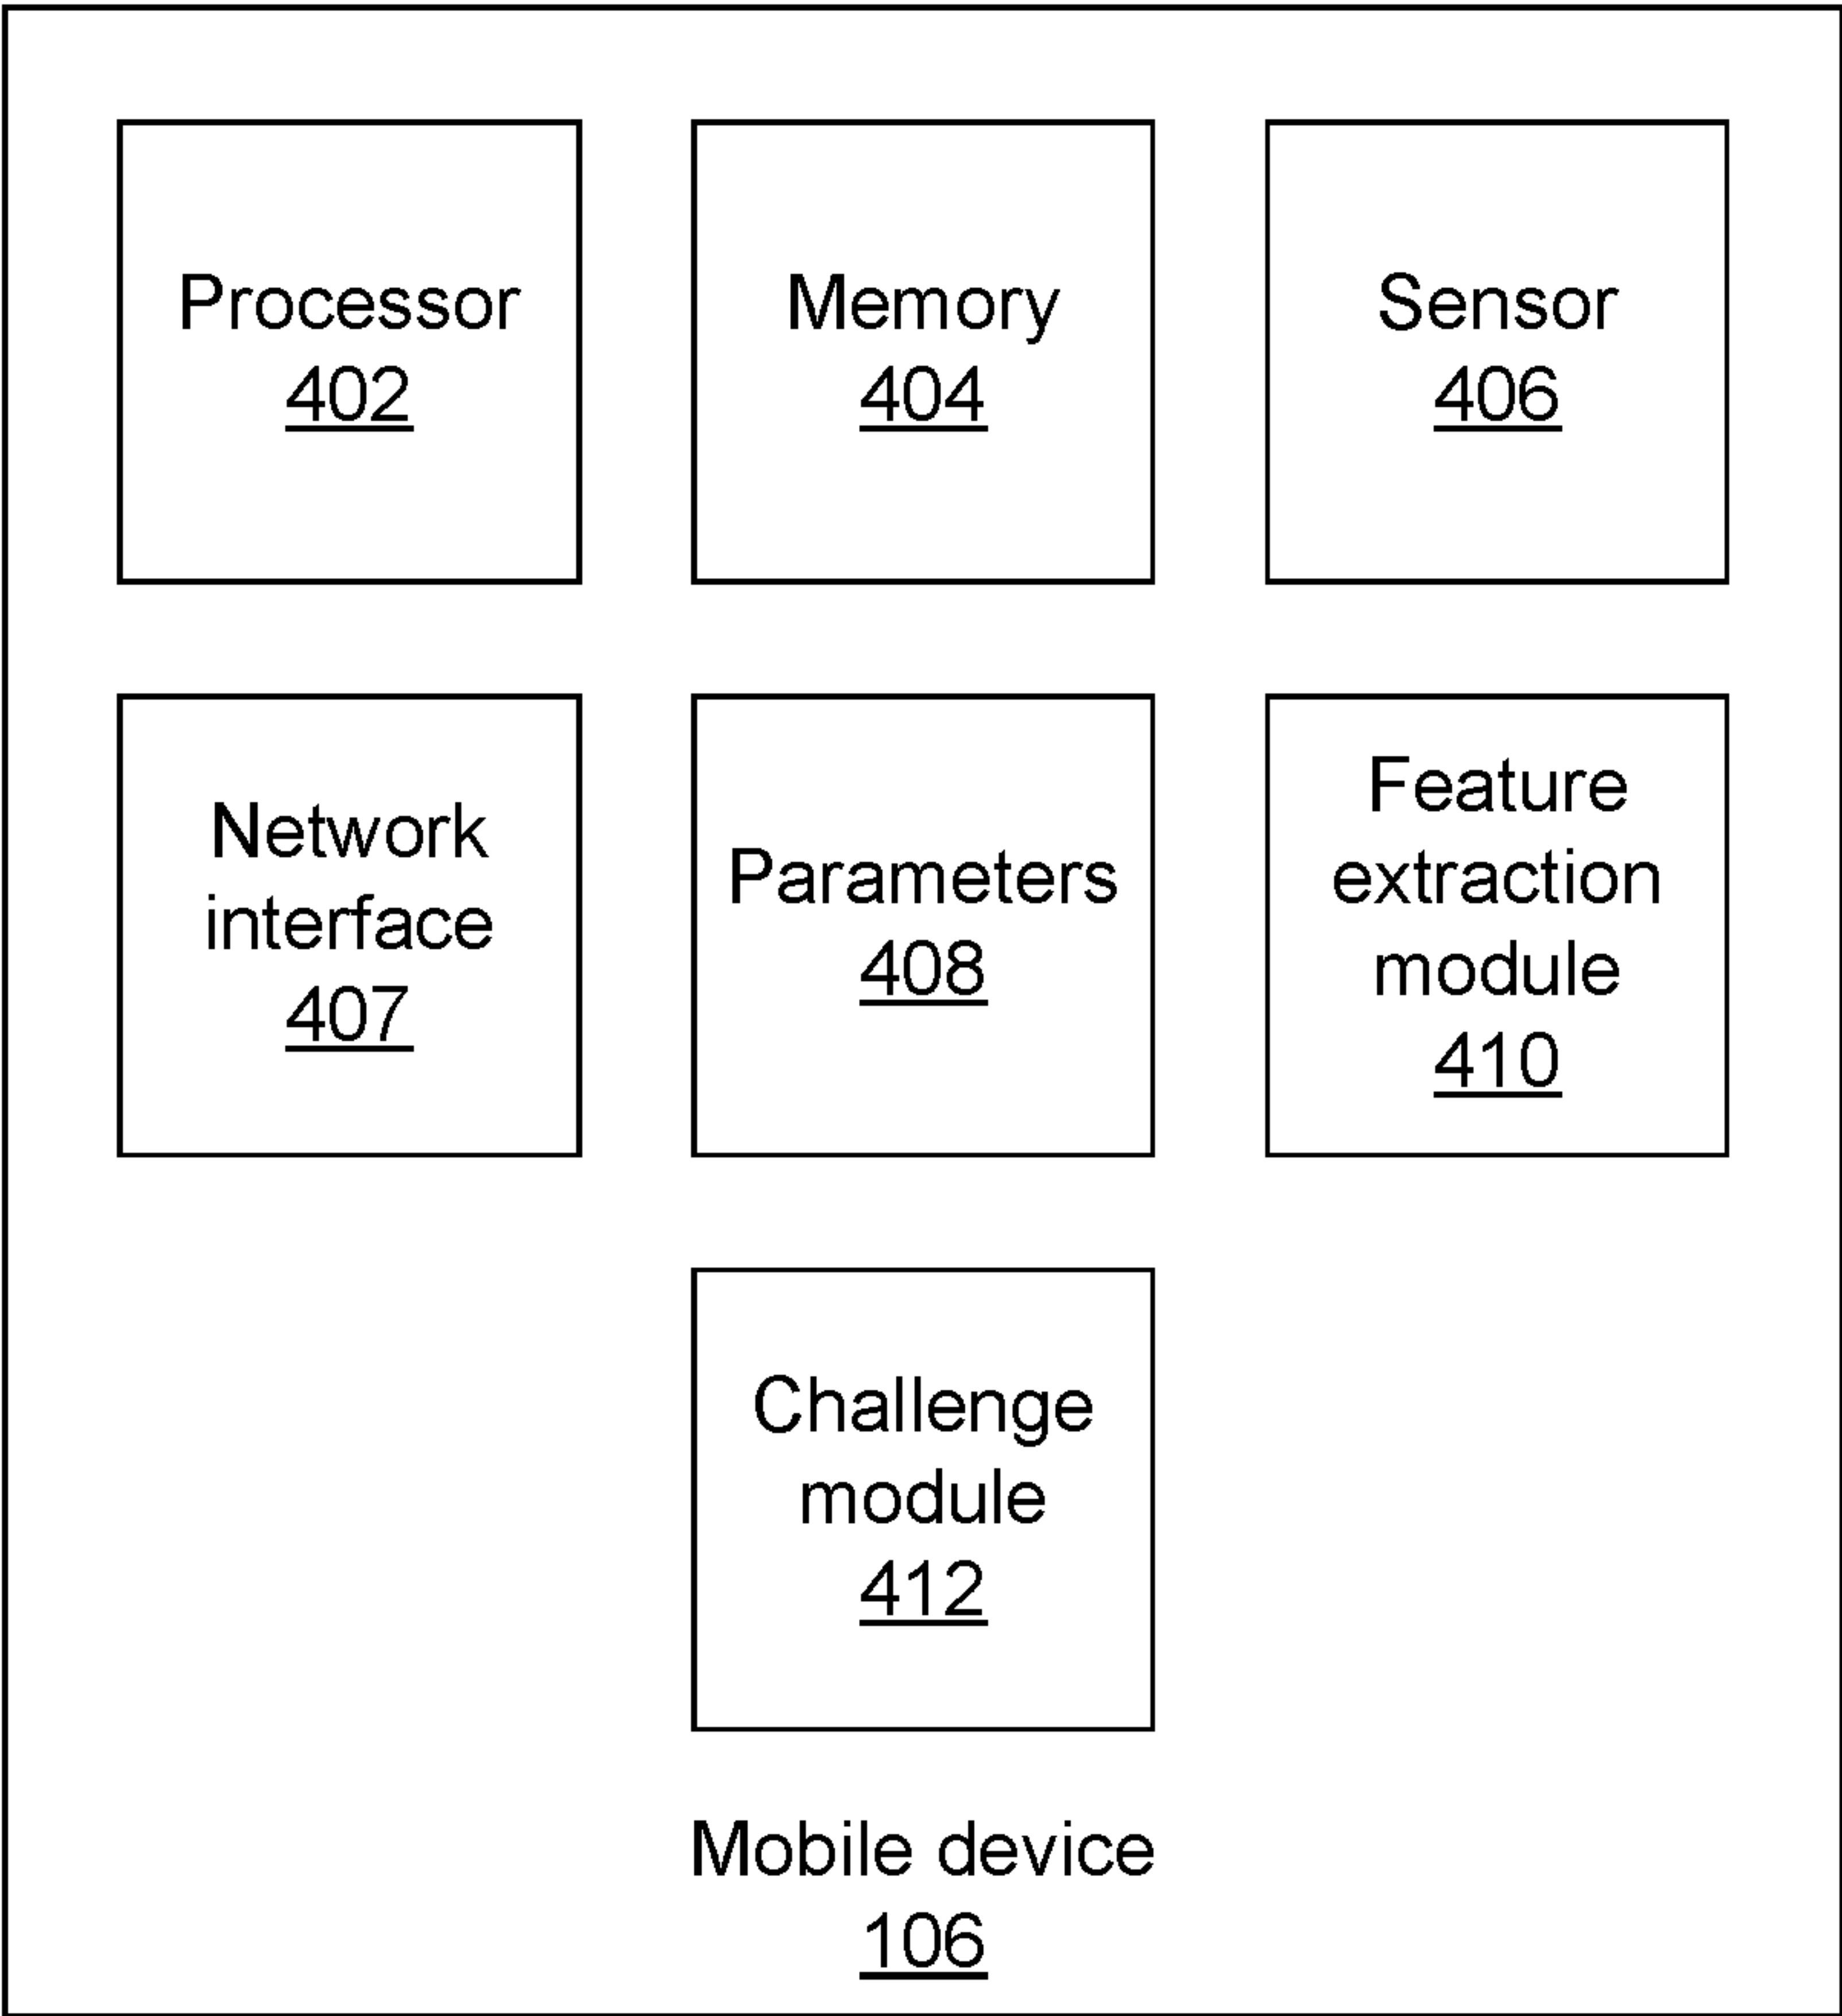 Processor
402
Memory
404
Sensor
406
Network
interface
407
Parameters
408
Feature
extraction
module
410
Challenge
module
412
Mobile device
106